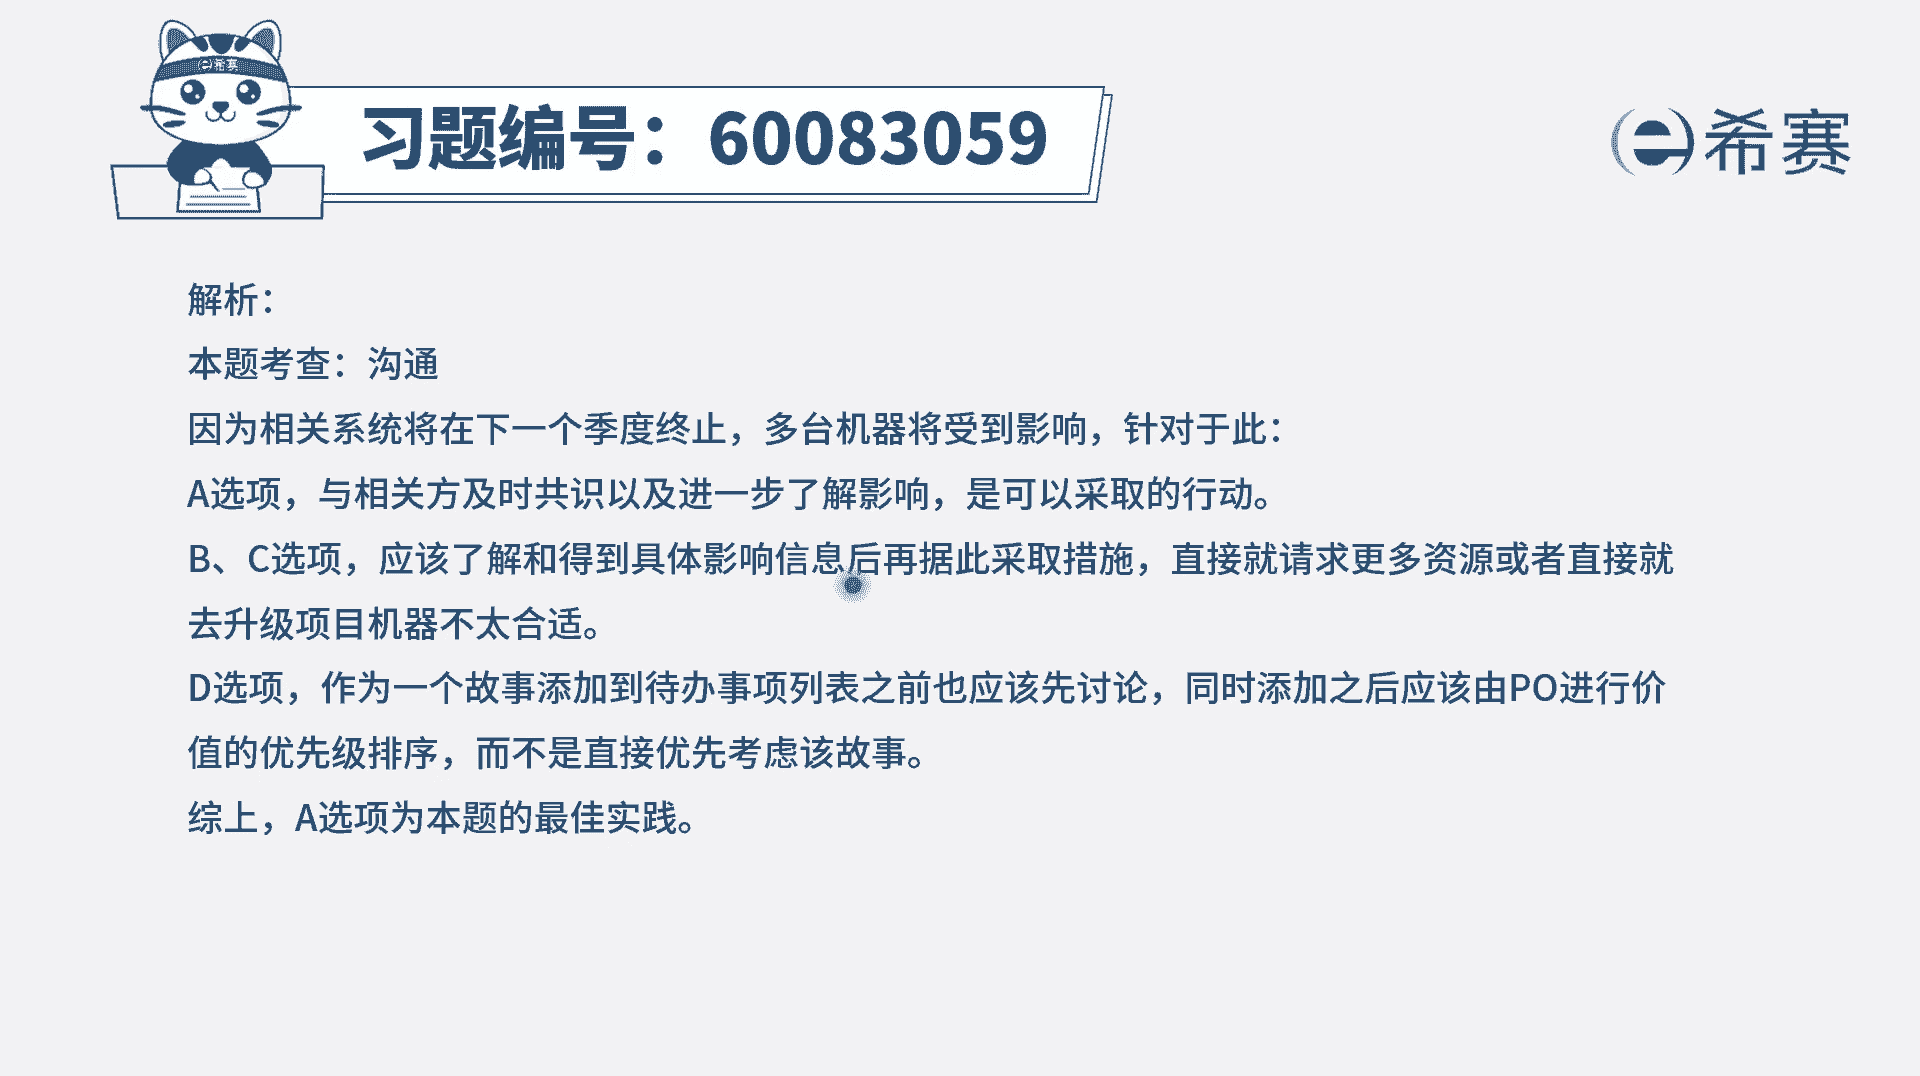 e希赛
习题编号：60083059
e希赛
解析：
本题考查：沟通
因为相关系统将在下一个季度终止，多台机器将受到影响，针对于此：
A选项，与相关方及时共识以及进一步了解影响，是可以采取的行动。
B、C选项，应该了解和得到具体影响信息后再据此采取措施，直接就请求更多资源或者直接就
去升级项目机器不太合适。
D选项，作为一个故事添加到待办事项列表之前也应该先讨论，同时添加之后应该由PO进行价
值的优先级排序，而不是直接优先考虑该故事。
综上，A选项为本题的最佳实践。